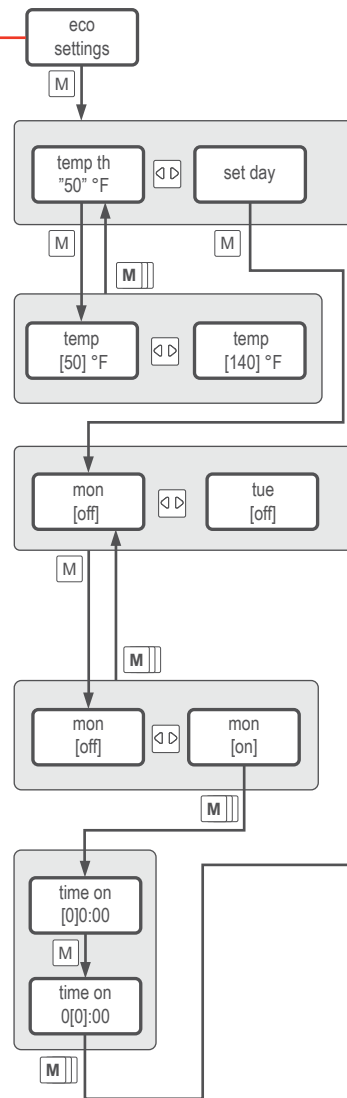 eco
settings
M
temp th
”50” °F
set day
M
M
M
temp
[50] °F
temp
[140] °F
mon
[off]
tue
[off]
M
M
mon
[off]
mon
[on]
M
time on
[0]0:00
M
time on
0[0]:00
M